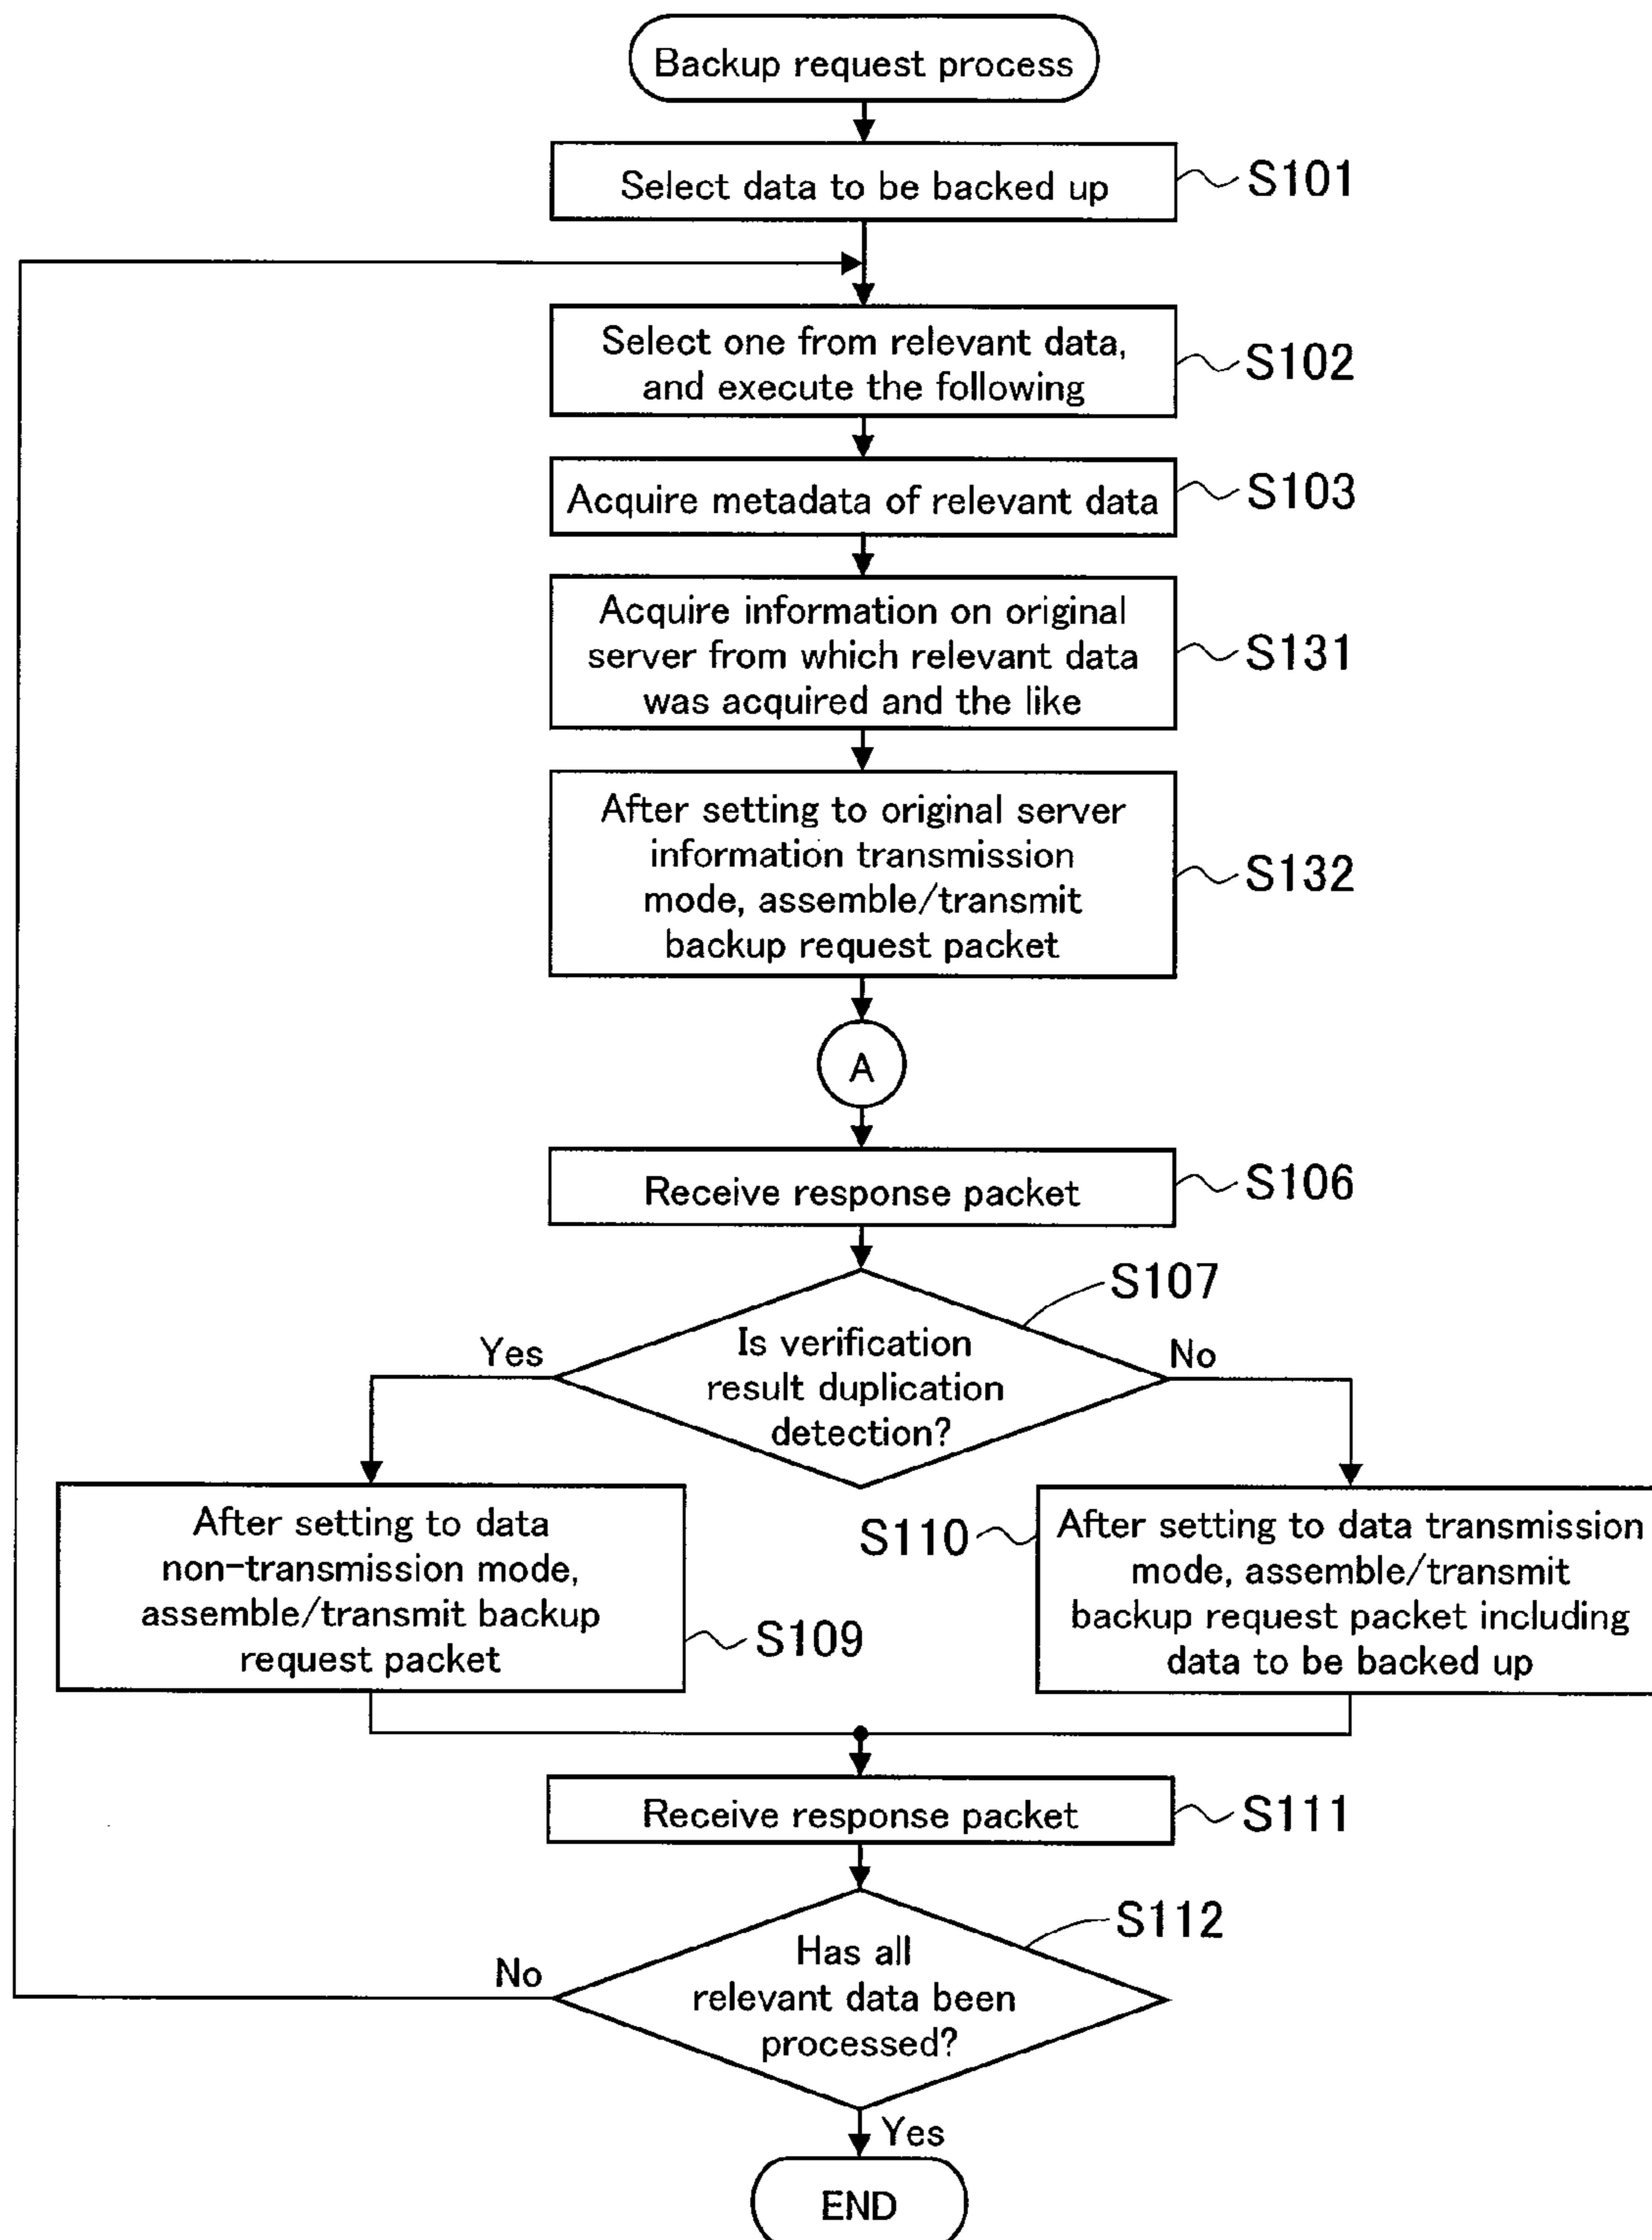 Backup request process
Select data to be backed up
S101
Select one from relevant data,
and execute the following
S102
Acquire metadata of relevant data
S103
Acquire information on original
server from which relevant data
was acquired and the like
S131
After setting to original server
information transmission
mode, assemble/transmit
backup request packet
S132
A
Receive response packet
S106
S107
Is verification
result duplication
detection?
Yes
No
After setting to data
non-transmission mode,
assemble/transmit backup
request packet
S109
S110
After setting to data transmission
mode, assemble/transmit
backup request packet including
data to be backed up
Receive response packet
S111
S112
Has all
relevant data been
processed?
No
Yes
END